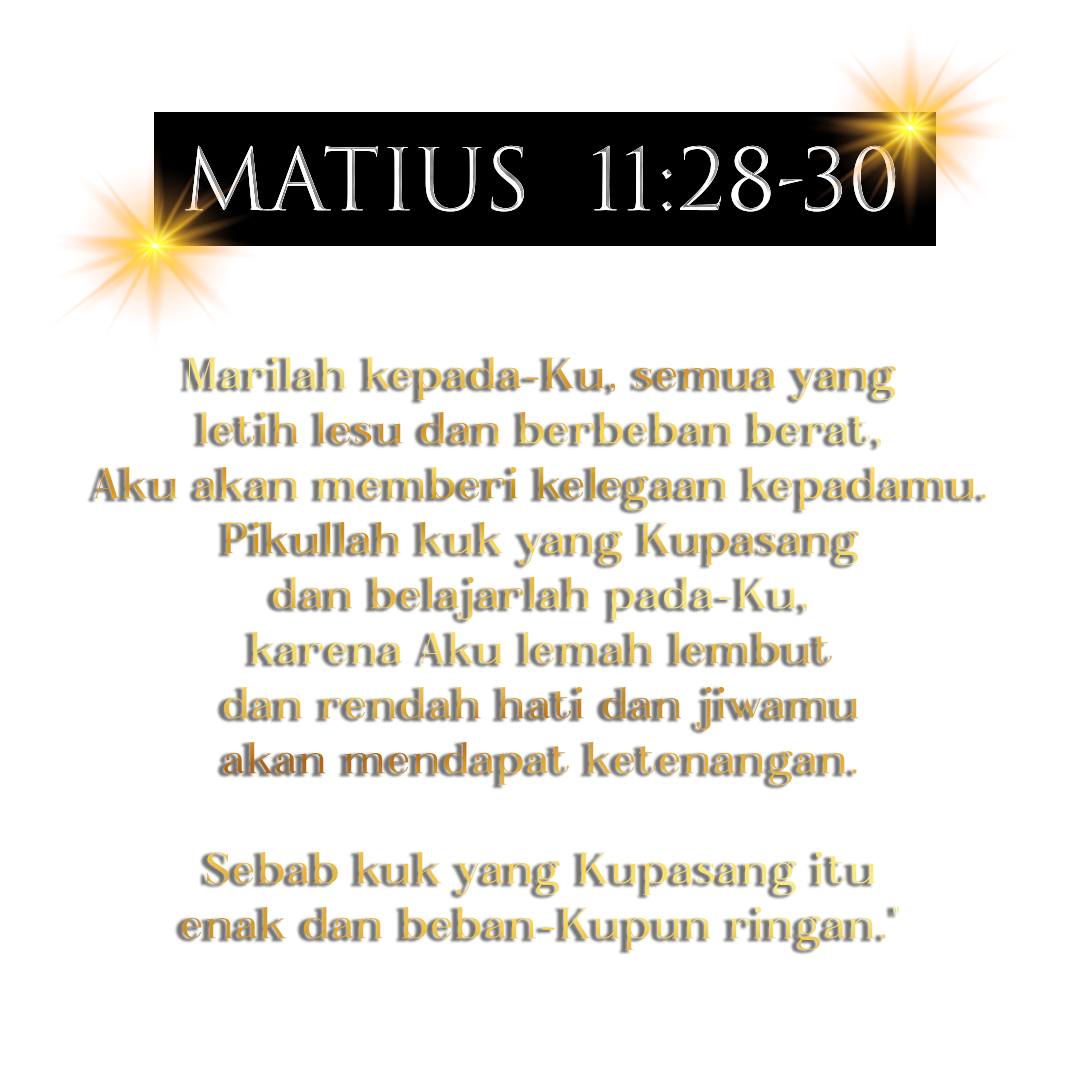 MATIUS 11:28-30
Marilah kepada-Ku, semua yang
letih lesu dan berbeban berat,
Aku akan memberi kelegaan kepadamu.
Pikullah kuk yang Kupasang
dan belajarlah pada-Ku,
karena Aku lemah lembut
dan rendah hati dan jiwamu
akan mendapat ketenangan.
Sebab kuk yang Kupasang itu
enak dan beban-Kupun ringan."